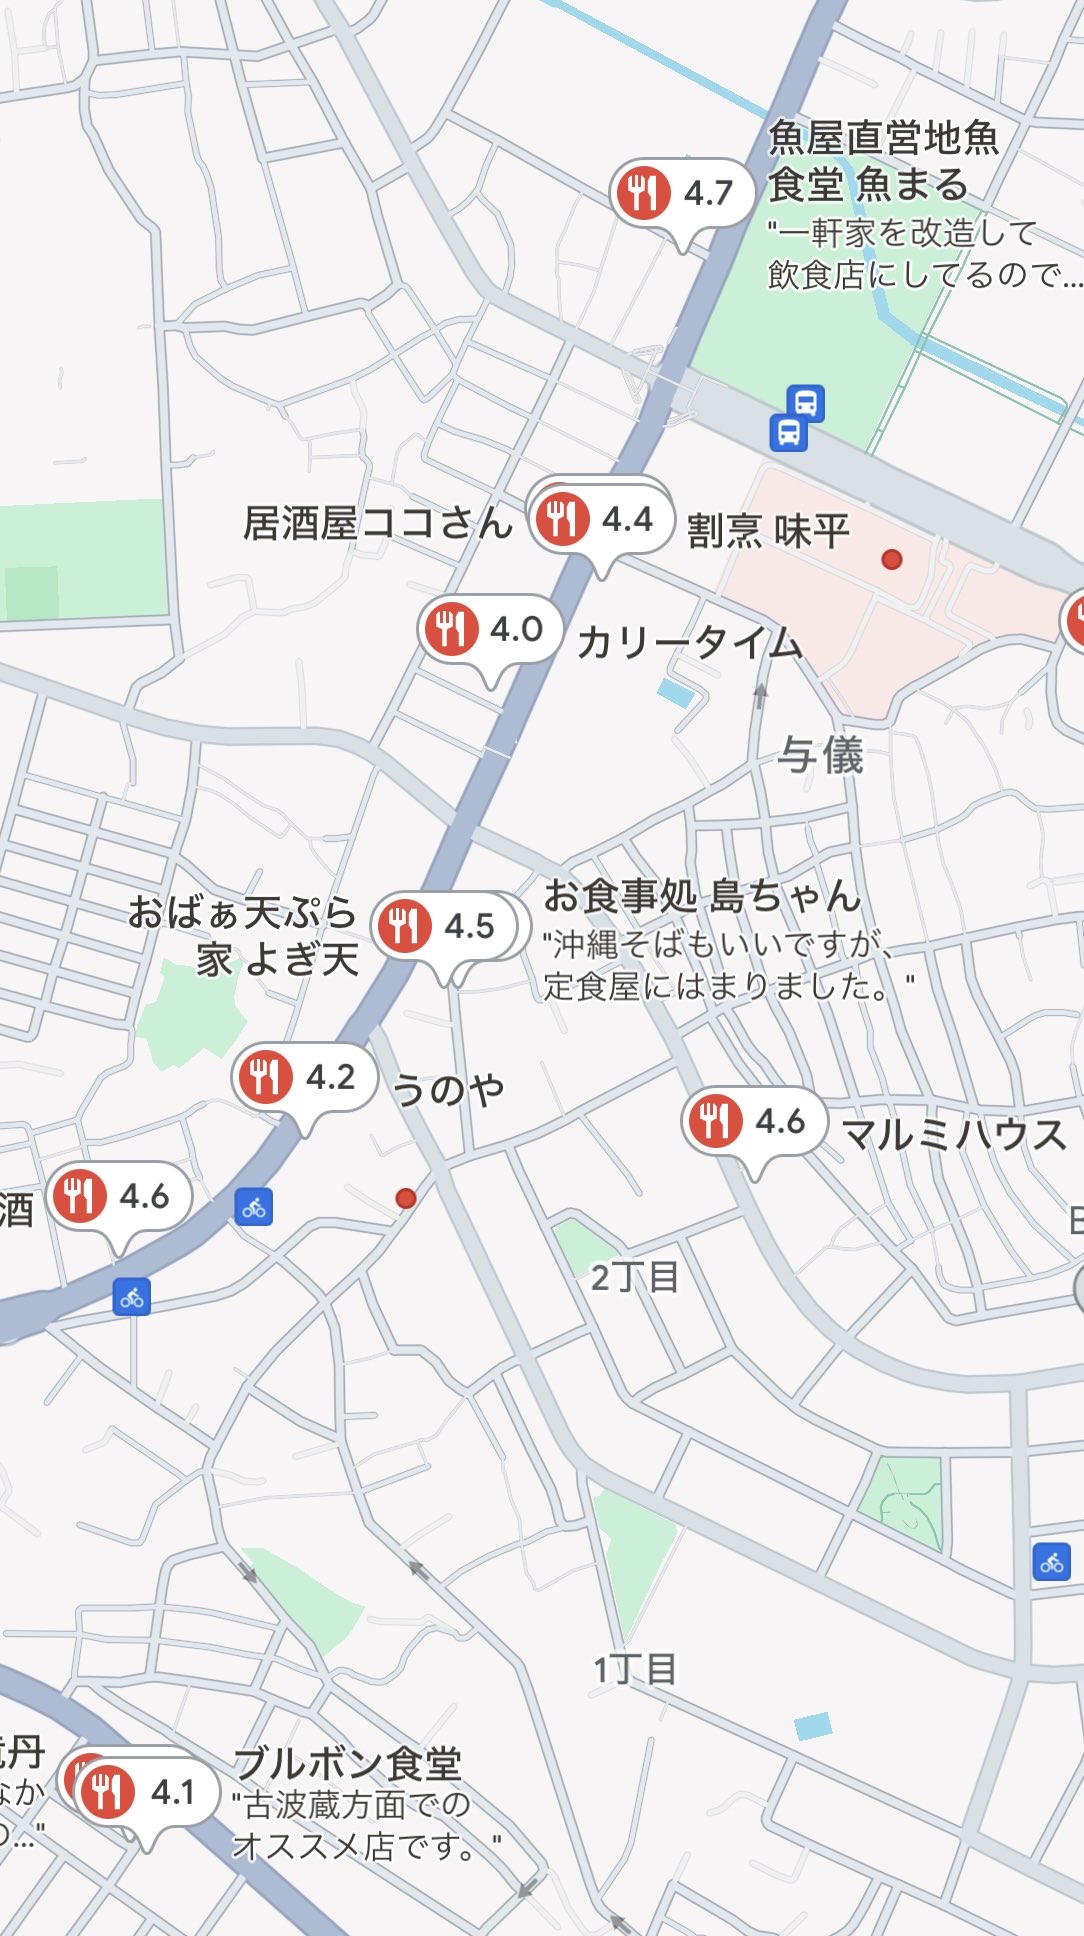 魚屋直営地魚
食堂 魚まる
"一軒家を改造して
飲食店にしてるので...
4.7
居酒屋ココさん
4.4
割烹 味平
4.0
カリータイム
与儀
おばぁ天ぷら
家 よぎ天
4.5
お食事処 島ちゃん
"沖縄そばもいいですが、
定食屋にはまりました。"
4.2
うのや
4.6
マルミハウス
酒
4.6
2丁目
1丁目
丹
なか
の..."
4.1
ブルボン食堂
"古波蔵方面での
オススメ店です。"